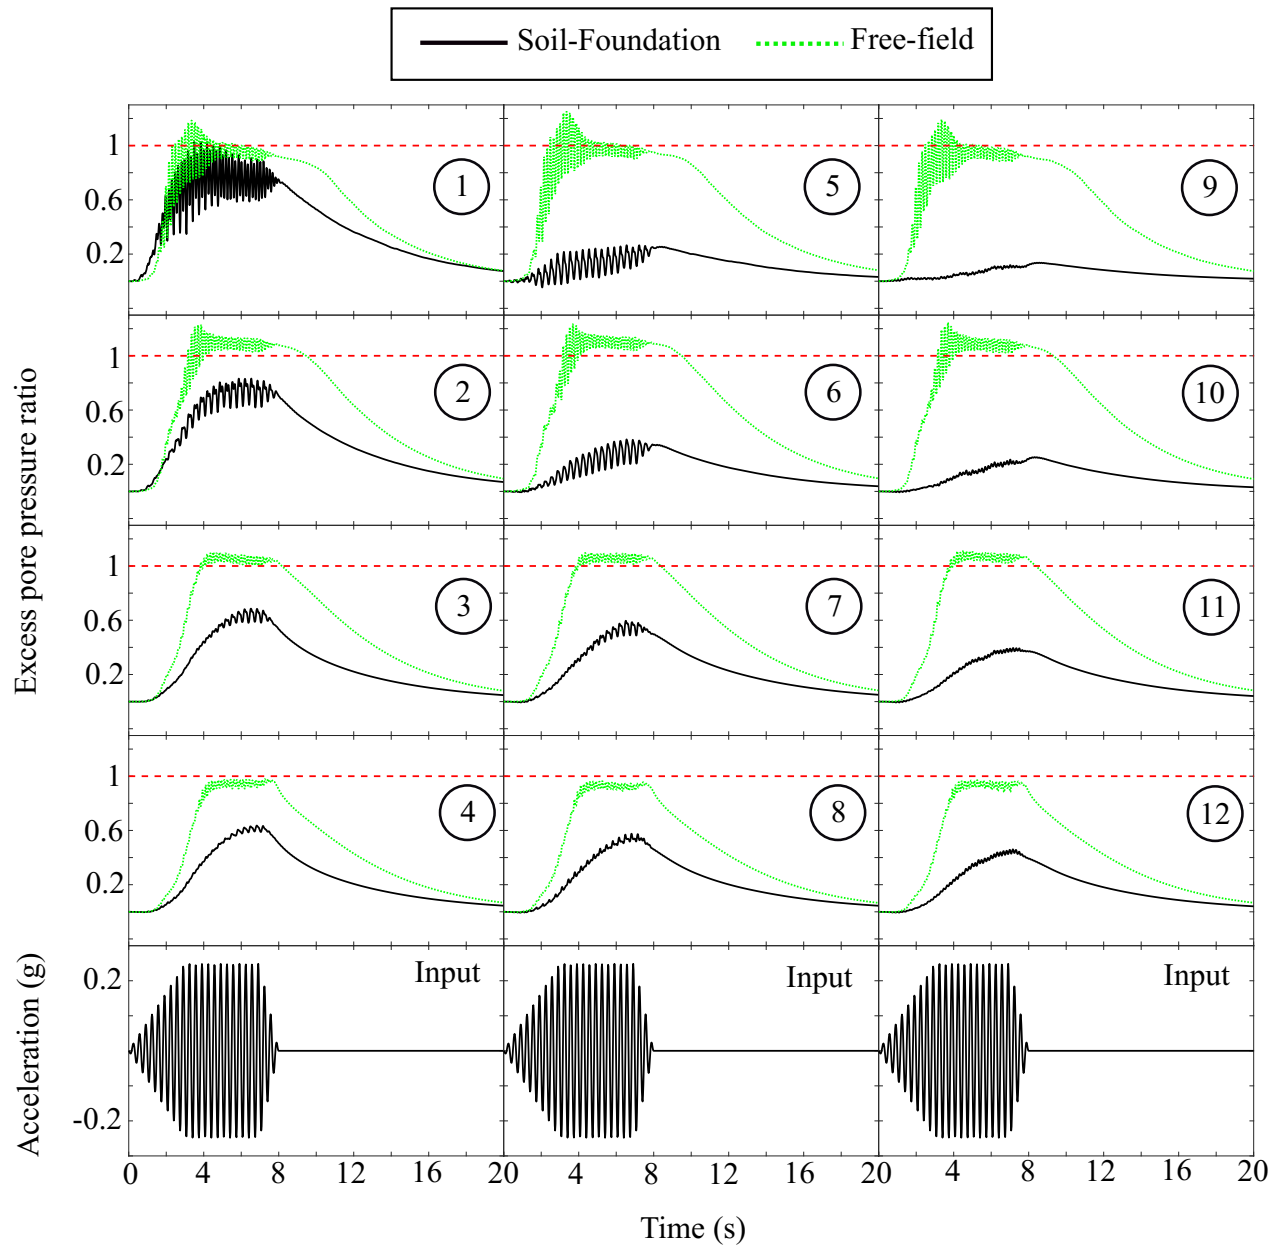 Soil-Foundation Free-field
1 0.6 0.2 1 5 9
Excess pore pressure ratio
1 0.6 0.2 2 6 10
1 0.6 0.2 3 7 11
1 0.6 0.2 4 8 12
Acceleration (g)
0.2 -0.2 Input Input Input
0 4 8 12 16 20 4 8 12 16 20 4 8 12 16 20
Time (s)